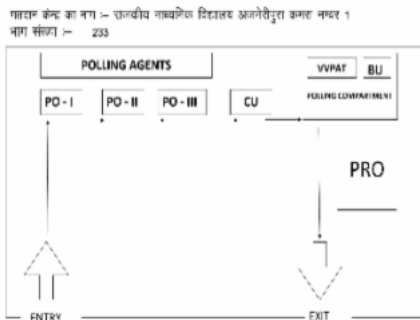 मतदान केन्द्र का नाम :- राजकीय माध्यमिक विद्यालय अजनेरीपुरा कमरा नम्बर 1
भाग संख्या :- 233
POLLING AGENTS
VVPAT BU
PO - I PO - II PO - III CU POLLING COMPARTMENT
PRO
ENTRY EXIT